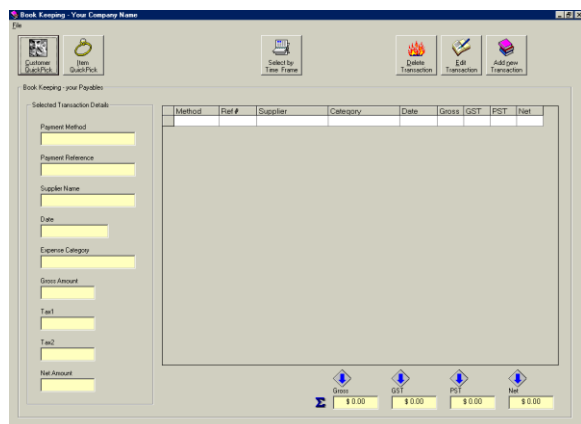 Book Keeping - Your Company Name
File
Customer QuickPick
Item QuickPick
Select by Time Frame
Delete Transaction
Edit Transaction
Add new Transaction
Book Keeping - your Payables
Selected Transaction Details
Payment Method
Payment Reference
Supplier Name
Date
Expense Category
Gross Amount
Tax1
Tax2
Net Amount
Method Ref # Supplier Category Date Gross GST PST Net
Gross GST PST Net
Σ $ 0.00 $ 0.00 $ 0.00 $ 0.00